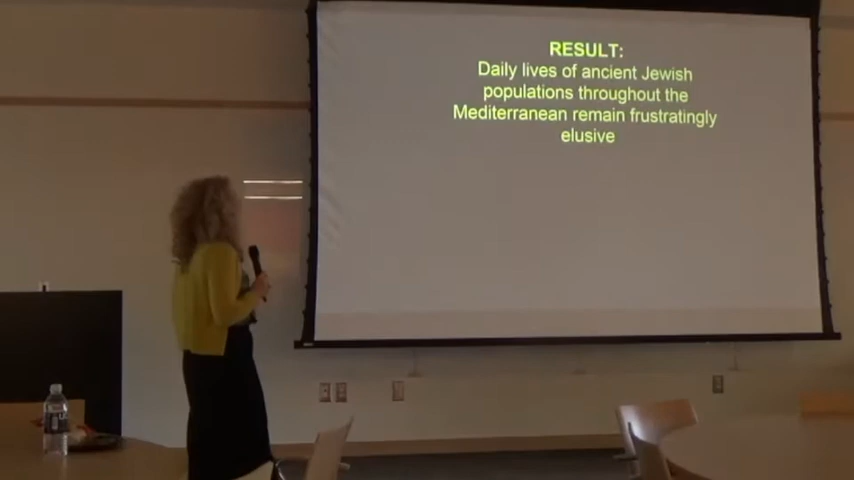 RESULT:
Daily lives of ancient Jewish
populations throughout the
Mediterranean remain frustratingly
elusive